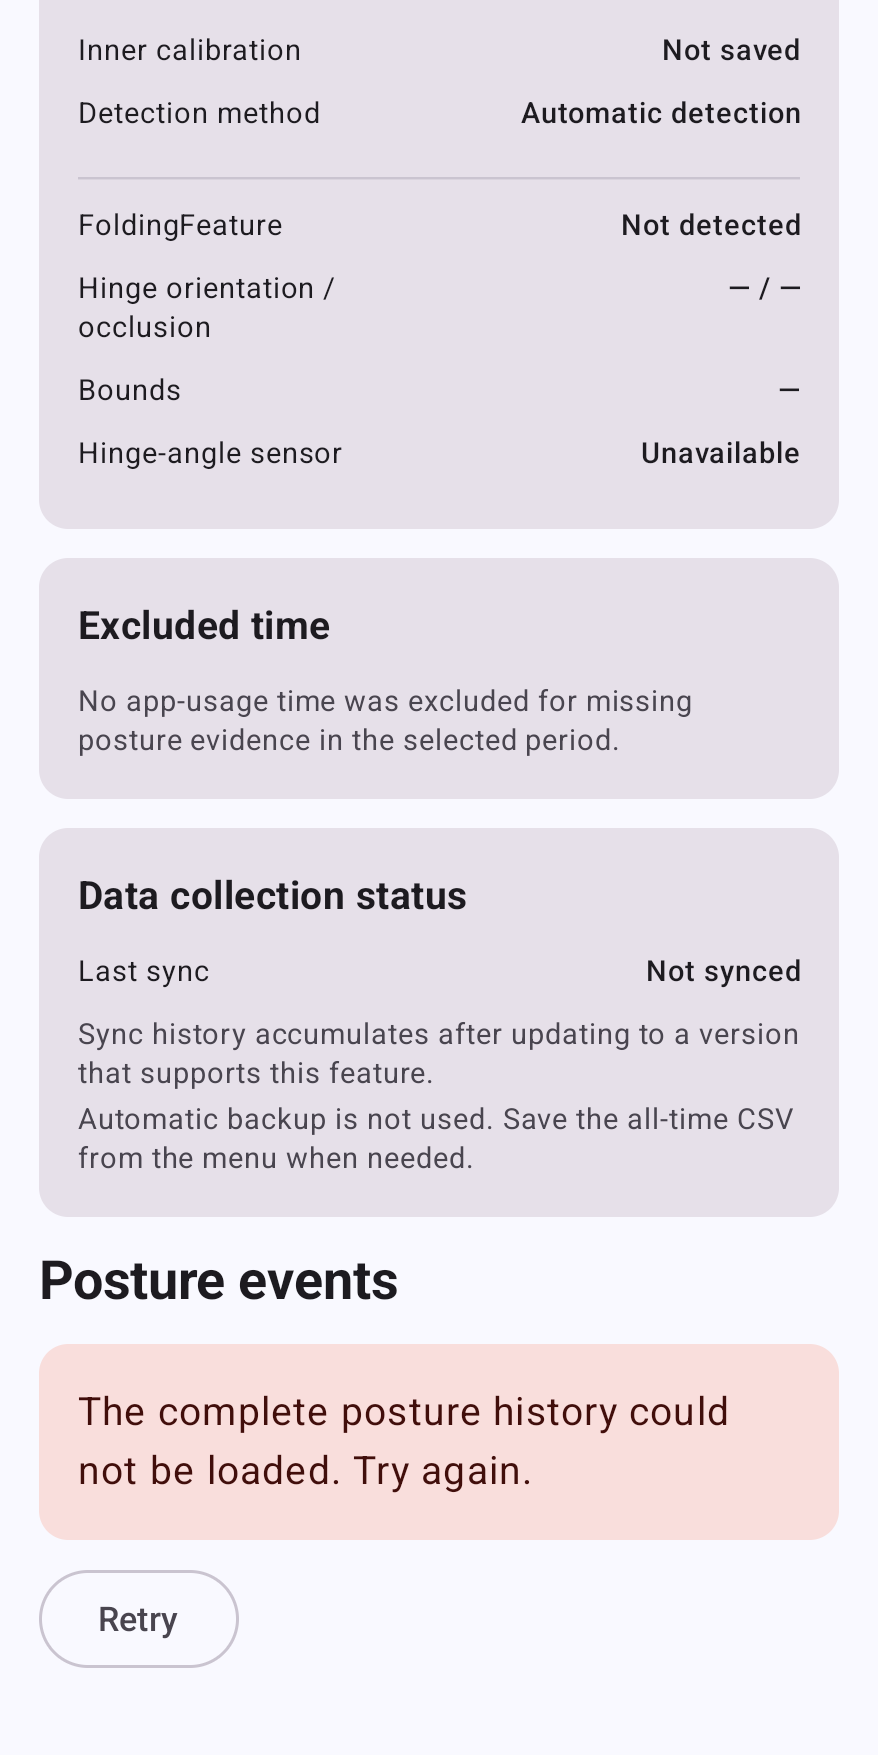 Inner calibration Not saved
Detection method Automatic detection
FoldingFeature Not detected
Hinge orientation / — / —
occlusion
Bounds —
Hinge-angle sensor Unavailable
Excluded time
No app-usage time was excluded for missing
posture evidence in the selected period.
Data collection status
Last sync Not synced
Sync history accumulates after updating to a version
that supports this feature.
Automatic backup is not used. Save the all-time CSV
from the menu when needed.
Posture events
The complete posture history could
not be loaded. Try again.
Retry